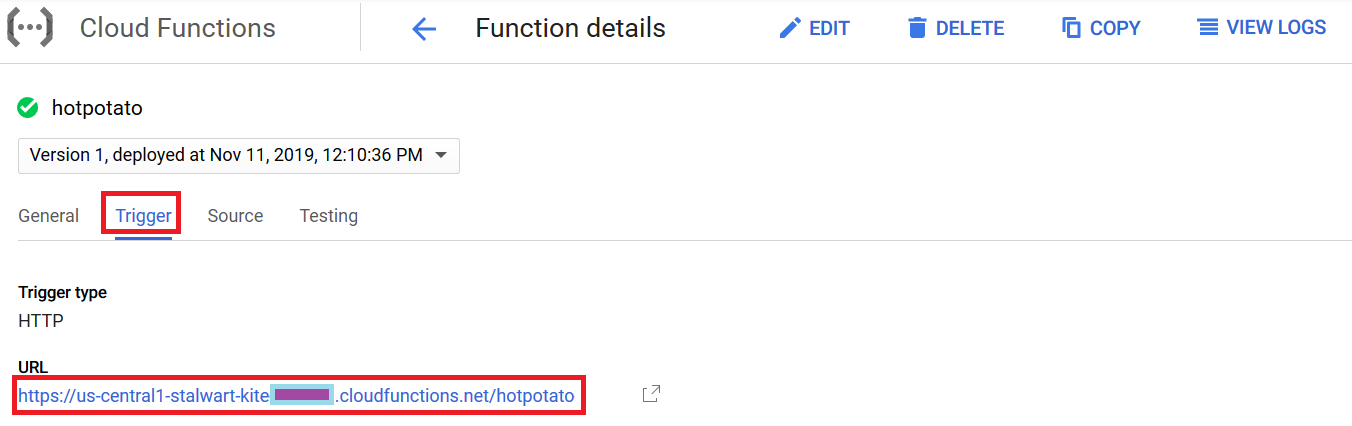 Cloud Functions Function details EDIT DELETE COPY VIEW LOGS
hotpotato
Version 1, deployed at Nov 11, 2019, 12:10:36 PM
General Trigger Source Testing
Trigger type
HTTP
URL
https://us-central1-stalwart-kite .cloudfunctions.net/hotpotato